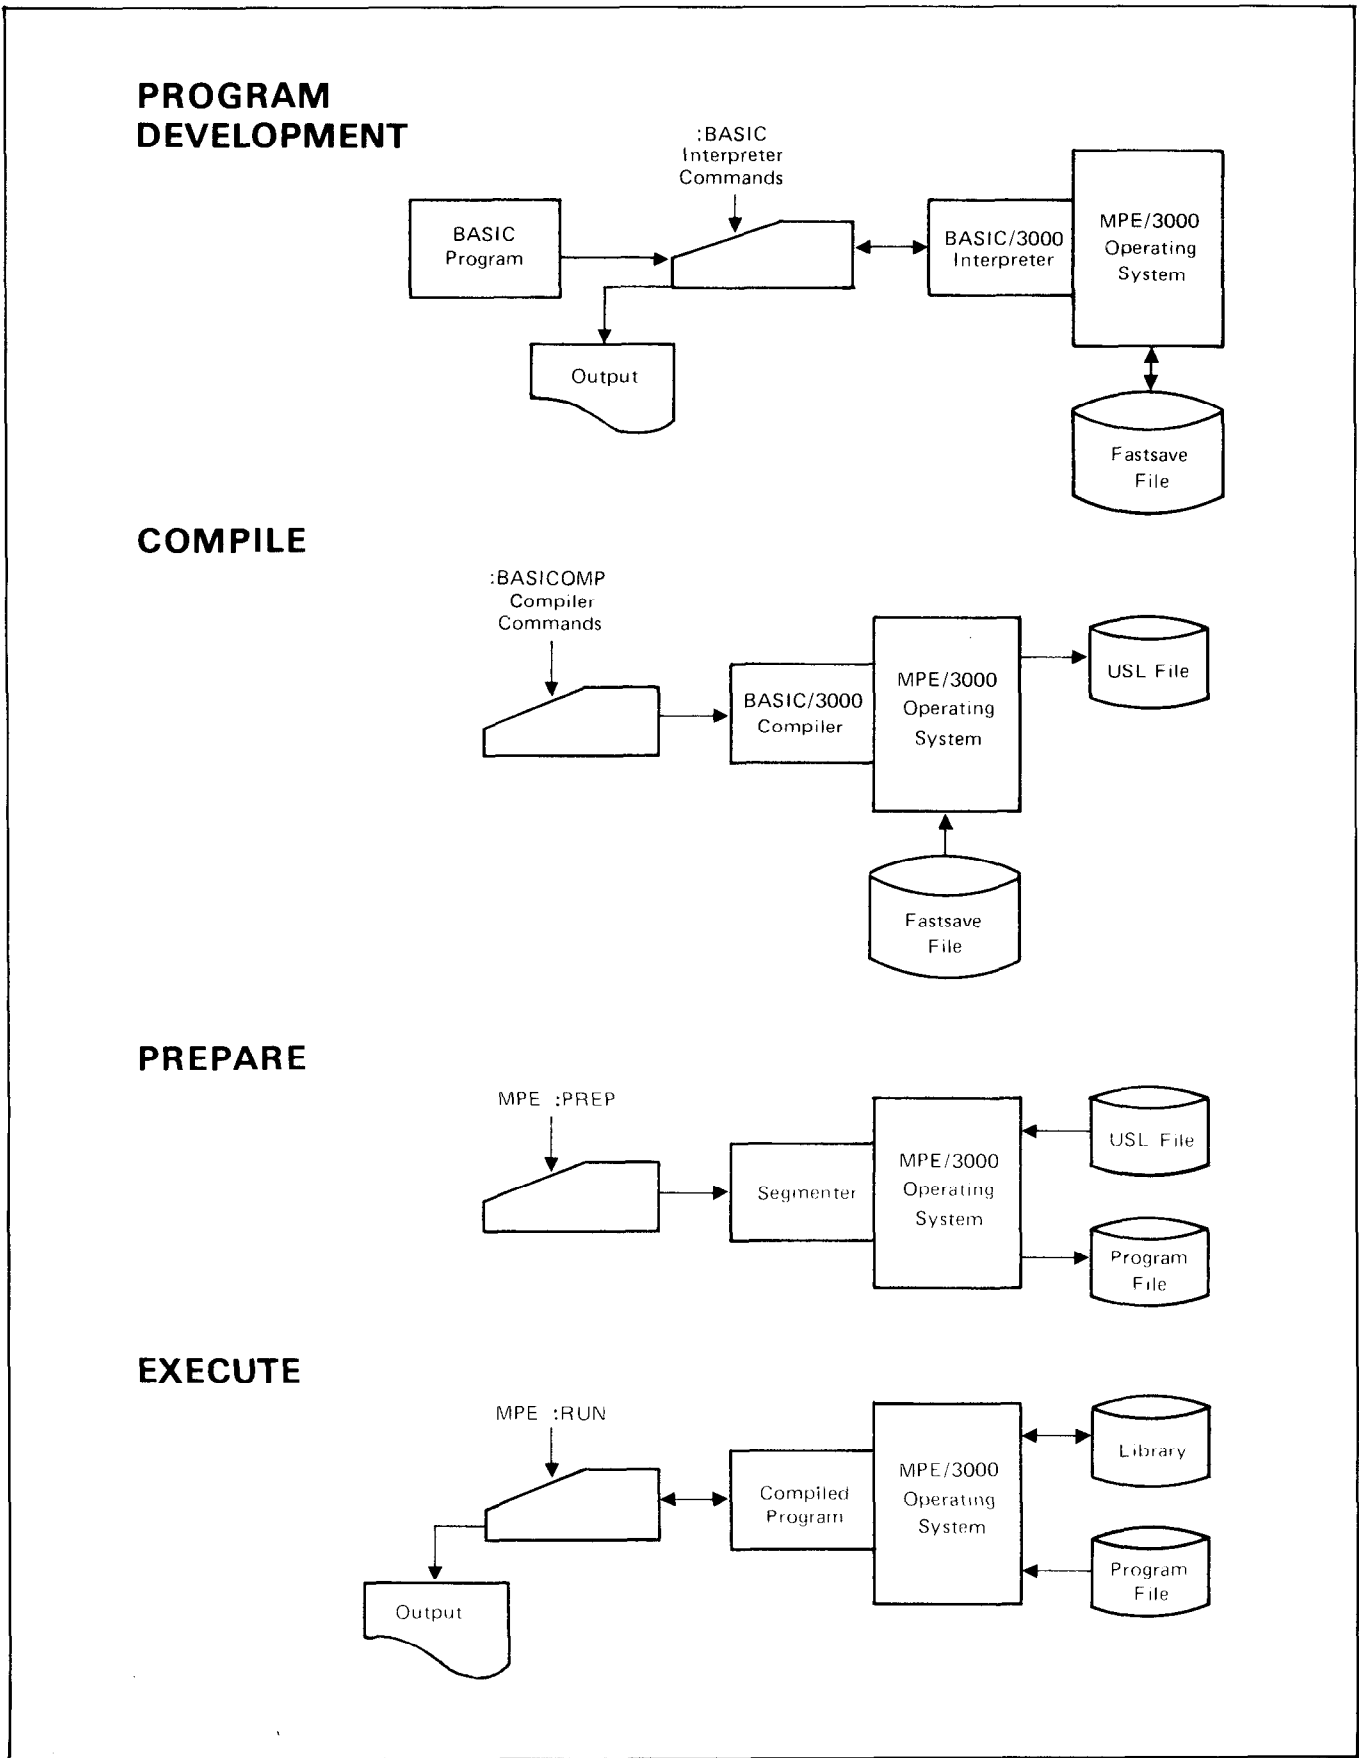 PROGRAM
DEVELOPMENT
:BASIC
Interpreter
Commands
BASIC
Program
BASIC/3000
Interpreter
MPE/3000
Operating
System
Output
Fastsave
File
COMPILE
:BASICOMP
Compiler
Commands
BASIC/3000
Compiler
MPE/3000
Operating
System
USL File
Fastsave
File
PREPARE
MPE :PREP
Segmenter
MPE/3000
Operating
System
USL File
Program
File
EXECUTE
MPE :RUN
Compiled
Program
MPE/3000
Operating
System
Library
Program
File
Output